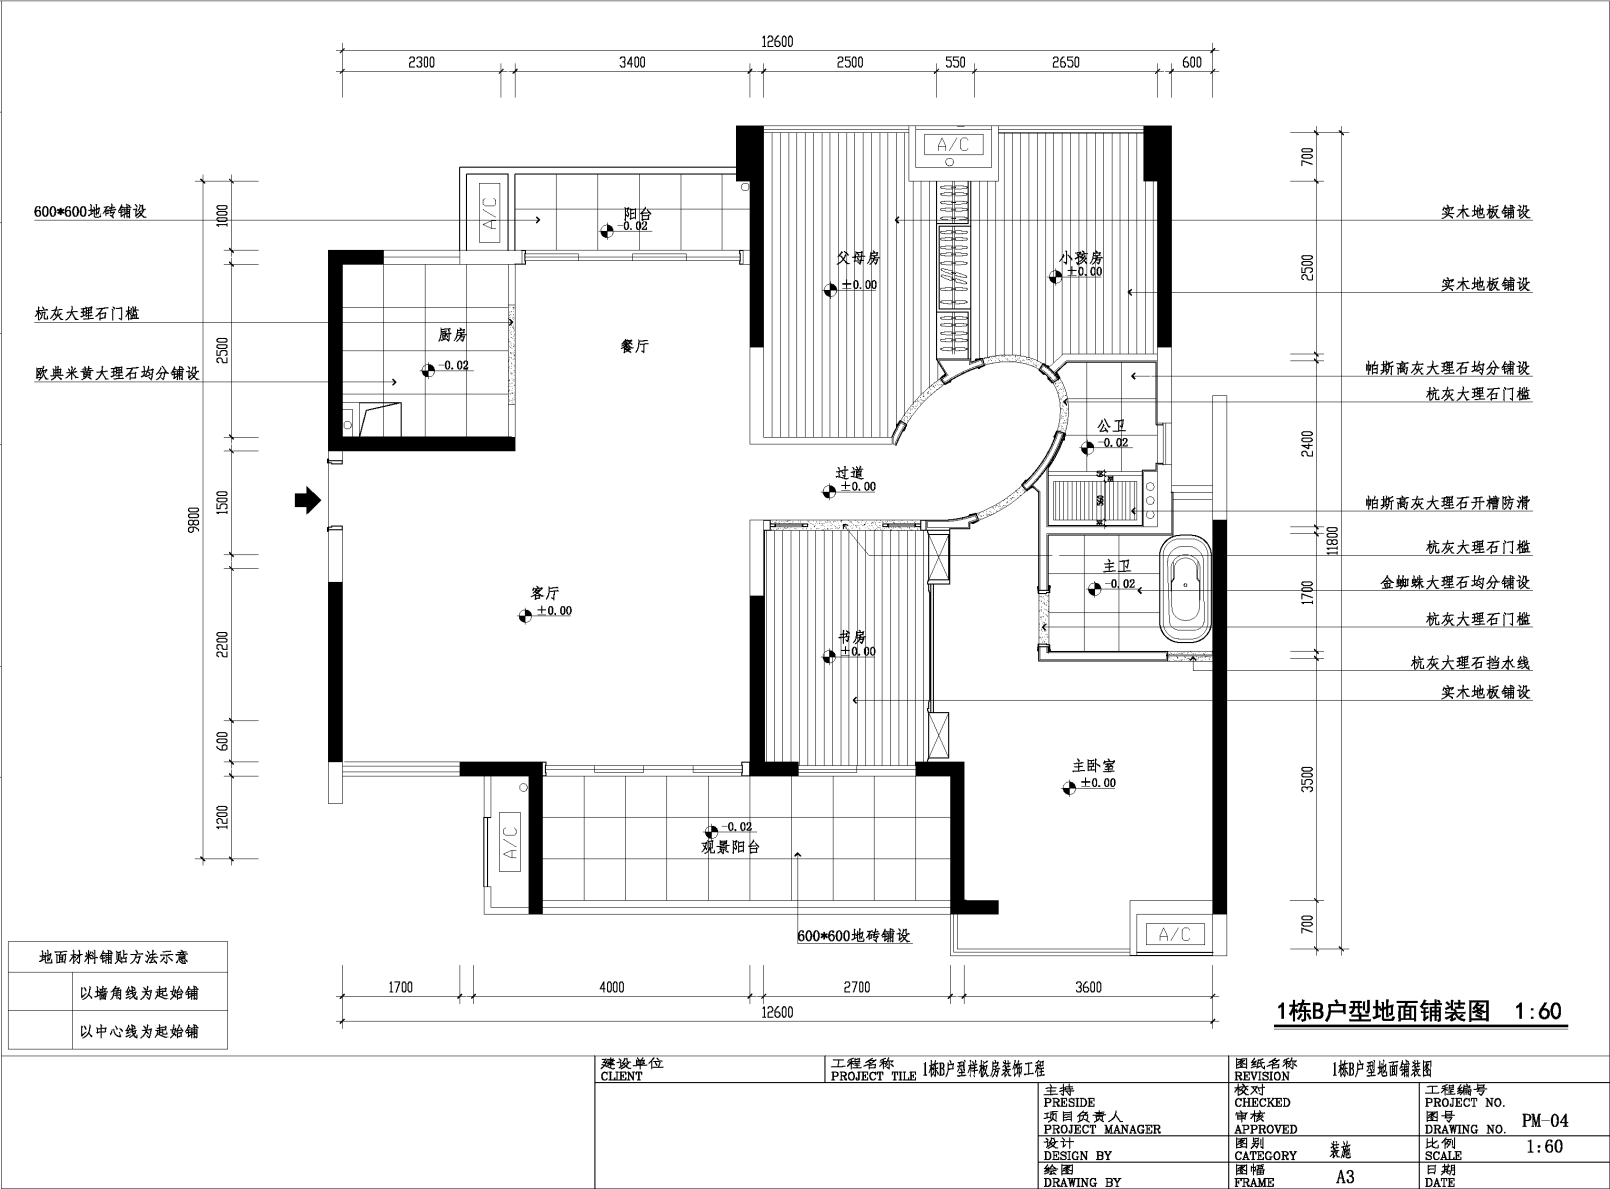 12600
2300 3400 2500 550 2650 600
A/C
700
1000
A/C
600*600地砖铺设
阳台
-0.02
实木地板铺设
父母房
±0.00
小孩房
±0.00
2500
实木地板铺设
杭灰大理石门槛
厨房
-0.02
餐厅
2500
欧典米黄大理石均分铺设
帕斯高灰大理石均分铺设
杭灰大理石门槛
公卫
-0.02
2400
过道
±0.00
1500
9800
帕斯高灰大理石开槽防滑
11800
杭灰大理石门槛
主卫
-0.02
金蜘蛛大理石均分铺设
1700
客厅
±0.00
杭灰大理石门槛
书房
±0.00
2200
杭灰大理石挡水线
实木地板铺设
600
主卧室
±0.00
3500
1200
A/C
-0.02
观景阳台
600*600地砖铺设
A/C
700
地面材料铺贴方法示意
以墙角线为起始铺
以中心线为起始铺
1700 4000 2700 3600
12600
1栋B户型地面铺装图 1:60
建设单位
CLIENT
工程名称
PROJECT TILE 1栋B户型样板房装饰工程
图纸名称
REVISION 1栋B户型地面铺装图
主持
PRESIDE
校对
CHECKED
工程编号
PROJECT NO.
项目负责人
PROJECT MANAGER
审核
APPROVED
图号
DRAWING NO. PM-04
设计
DESIGN BY
图别
CATEGORY 装施
比例
SCALE 1:60
绘图
DRAWING BY
图幅
FRAME A3
日期
DATE